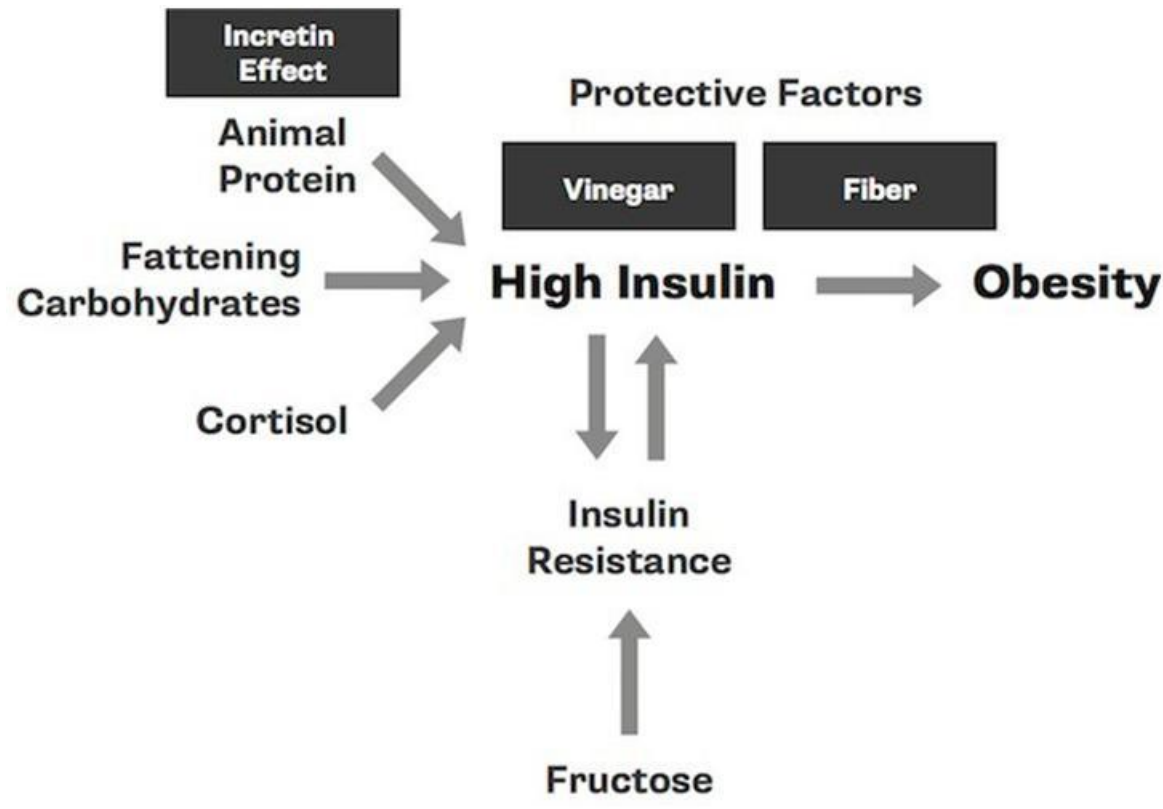 Incretin
Effect
Animal
Protein
Protective Factors
Vinegar
Fiber
Fattening
Carbohydrates
High Insulin
Obesity
Cortisol
Insulin
Resistance
Fructose